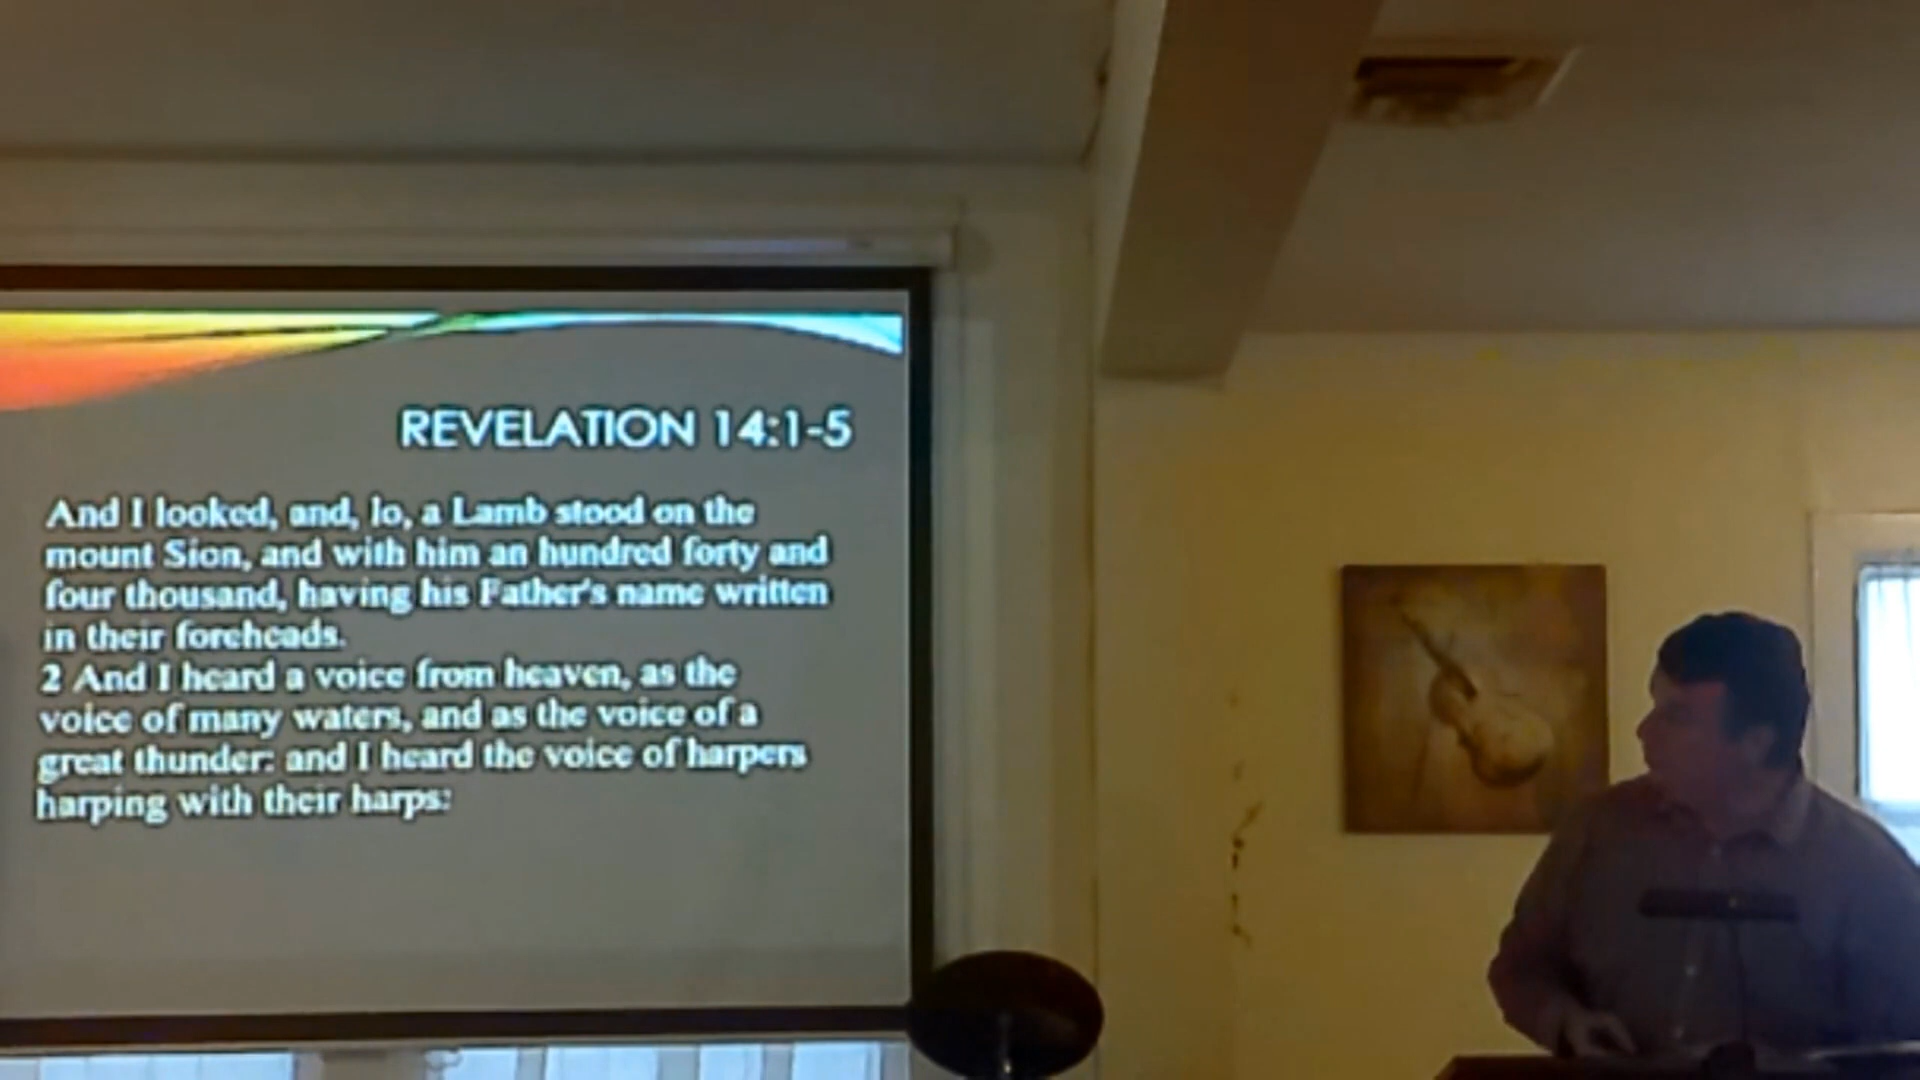 REVELATION 14:1-5
And I looked, and, lo, a Lamb stood on the
mount Sion, and with him an hundred forty and
four thousand, having his Father's name written
in their foreheads.
2 And I heard a voice from heaven, as the
voice of many waters, and as the voice of a
great thunder: and I heard the voice of harpers
harping with their harps: